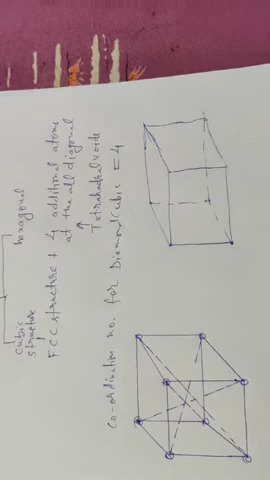 cubic
structure
hexagonal
FCC structure + 4 additional atoms
at the all diagonal
↑
Tetrahedral voids
co-ordination no. for Diamond cubic = 4